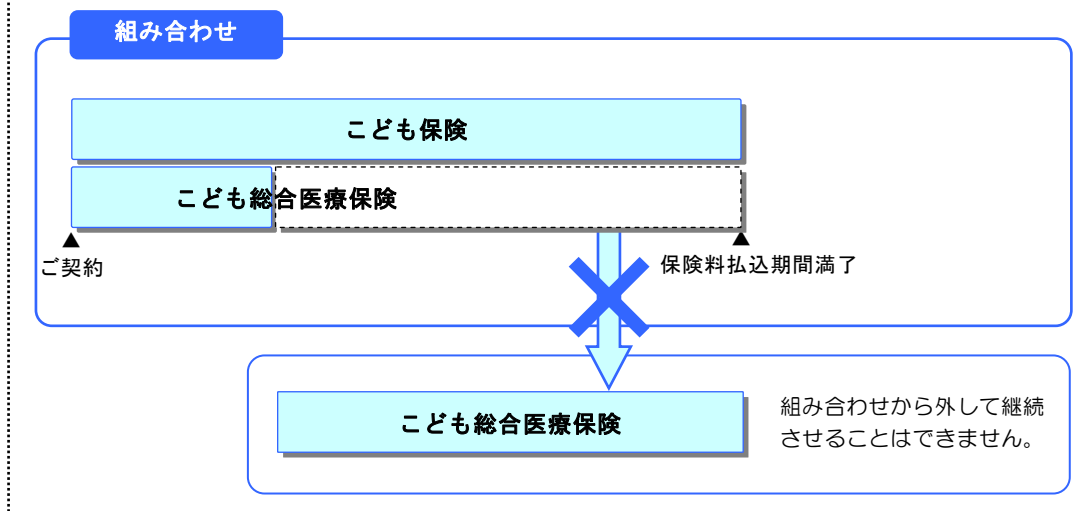 組み合わせ
こども保険
こども総合医療保険
ご契約
保険料払込期間満了
こども総合医療保険
組み合わせから外して継続
させることはできません。